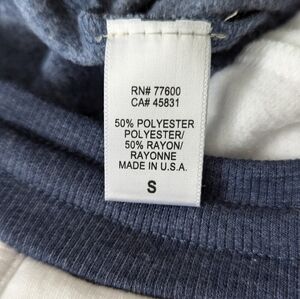 RN# 77600
CA# 45831
50% POLYESTER
POLYESTER/
50% RAYON/
RAYONNE
MADE IN U.S.A.
S